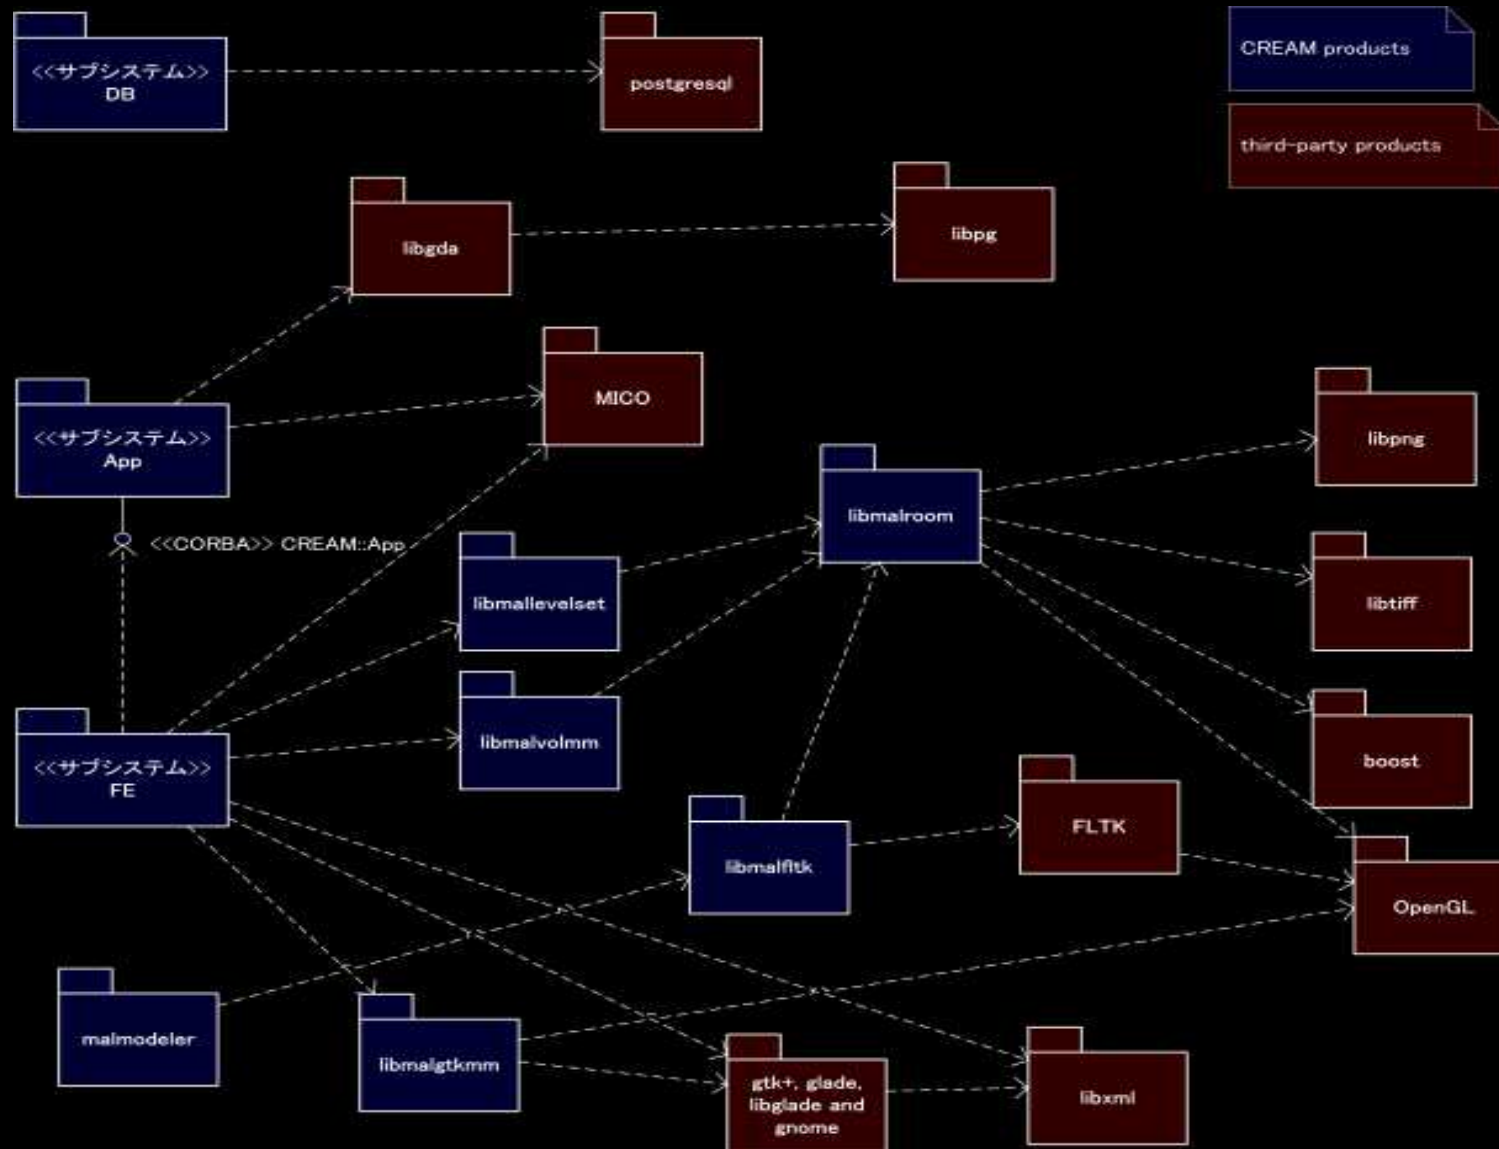 <<サブシステム>>
DB
postgresql
CREAM products
third-party products
libgda
libpg
MICO
<<サブシステム>>
App
libmalroom
libpng
<<CORBA>> CREAM::App
libmallevelset
libtiff
libmalvolmm
<<サブシステム>>
FE
boost
FLTK
libmalfltk
OpenGL
malmodeler
libmalgtkmm
gtk+, glade,
libglade and
gnome
libxml